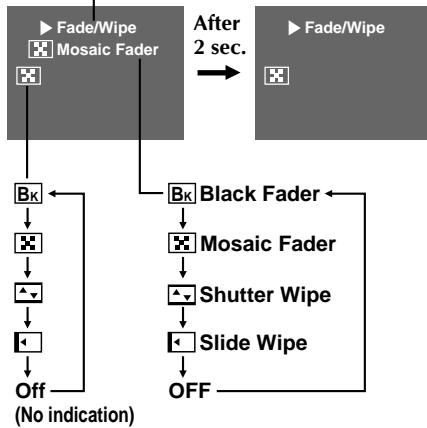 ▶ Fade/Wipe
Mosaic Fader
After
2 sec.
▶ Fade/Wipe
BK
BK Black Fader
Mosaic Fader
Shutter Wipe
Slide Wipe
Off
(No indication)
OFF